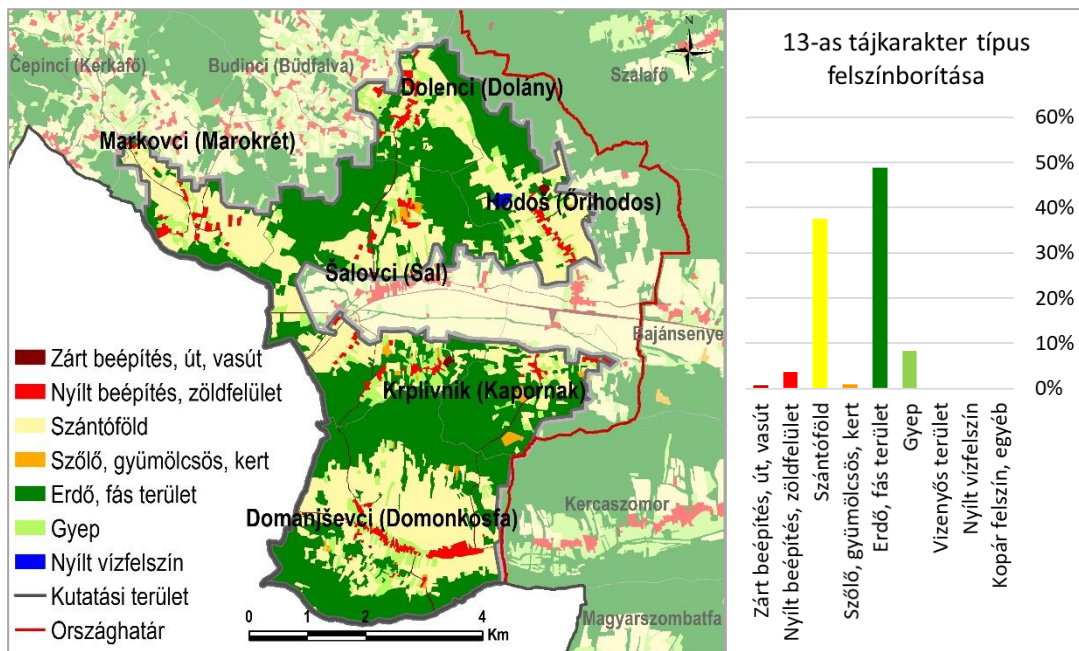 N
Čepinci (Kerkafő)
Budinci (Búdfalva)
Szalafő
Dolenci (Dolány)
Markovci (Marokrét)
Hodoš (Őrihodos)
Šalovci (Sal)
Bajánsenye
Krplivnik (Kapornak)
Kercaszomor
Domanjševci (Domonkosfa)
Magyarszombatfa
Zárt beépítés, út, vasút
Nyílt beépítés, zöldfelület
Szántóföld
Szőlő, gyümölcsös, kert
Erdő, fás terület
Gyep
Nyílt vízfelszín
Kutatási terület
Országhatár
0 1 2 4
Km
13-as tájkarakter típus
felszínborítása
60%
50%
40%
30%
20%
10%
0%
Zárt beépítés, út, vasút
Nyílt beépítés, zöldfelület
Szántóföld
Szőlő, gyümölcsös, kert
Erdő, fás terület
Gyep
Vizenyős terület
Nyílt vízfelszín
Kopár felszín, egyéb